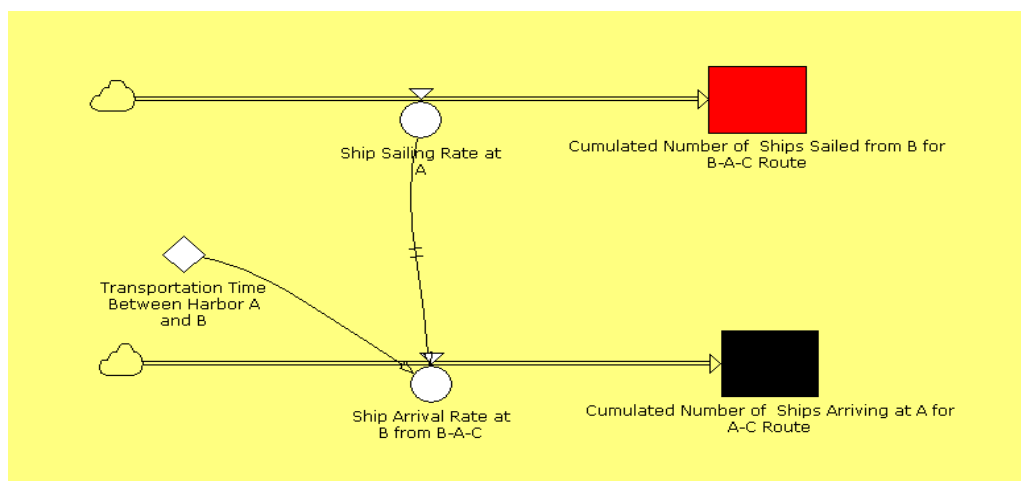 Ship Sailing Rate at
A
Cumulated Number of  Ships Sailed from B for
B-A-C Route
Transportation Time
Between Harbor A
and B
Ship Arrival Rate at
B from B-A-C
Cumulated Number of  Ships Arriving at A for
A-C Route